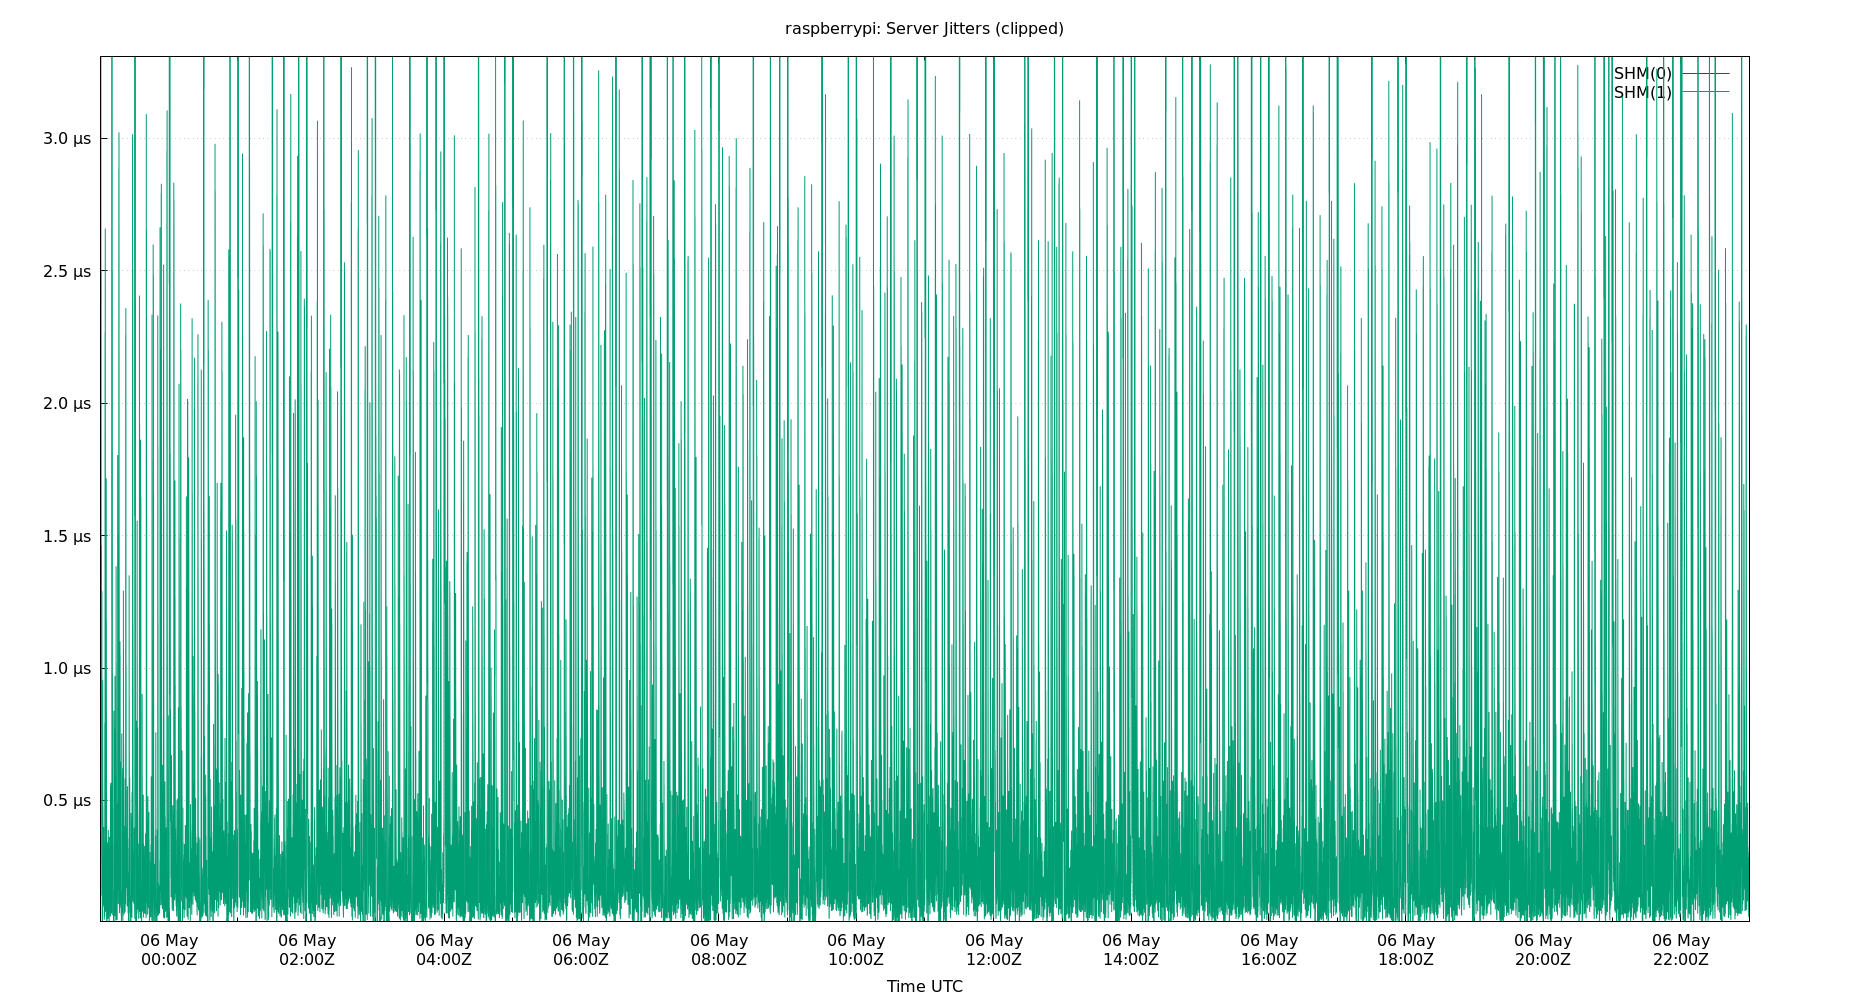 raspberrypi: Server Jitters (clipped)
SHM(0)
SHM(1)
3.0 µs
2.5 µs
2.0 µs
1.5 µs
1.0 µs
0.5 µs
06 May 06 May 06 May 06 May 06 May 06 May 06 May 06 May 06 May 06 May 06 May 06 May
00:00Z 02:00Z 04:00Z 06:00Z 08:00Z 10:00Z 12:00Z 14:00Z 16:00Z 18:00Z 20:00Z 22:00Z
Time UTC